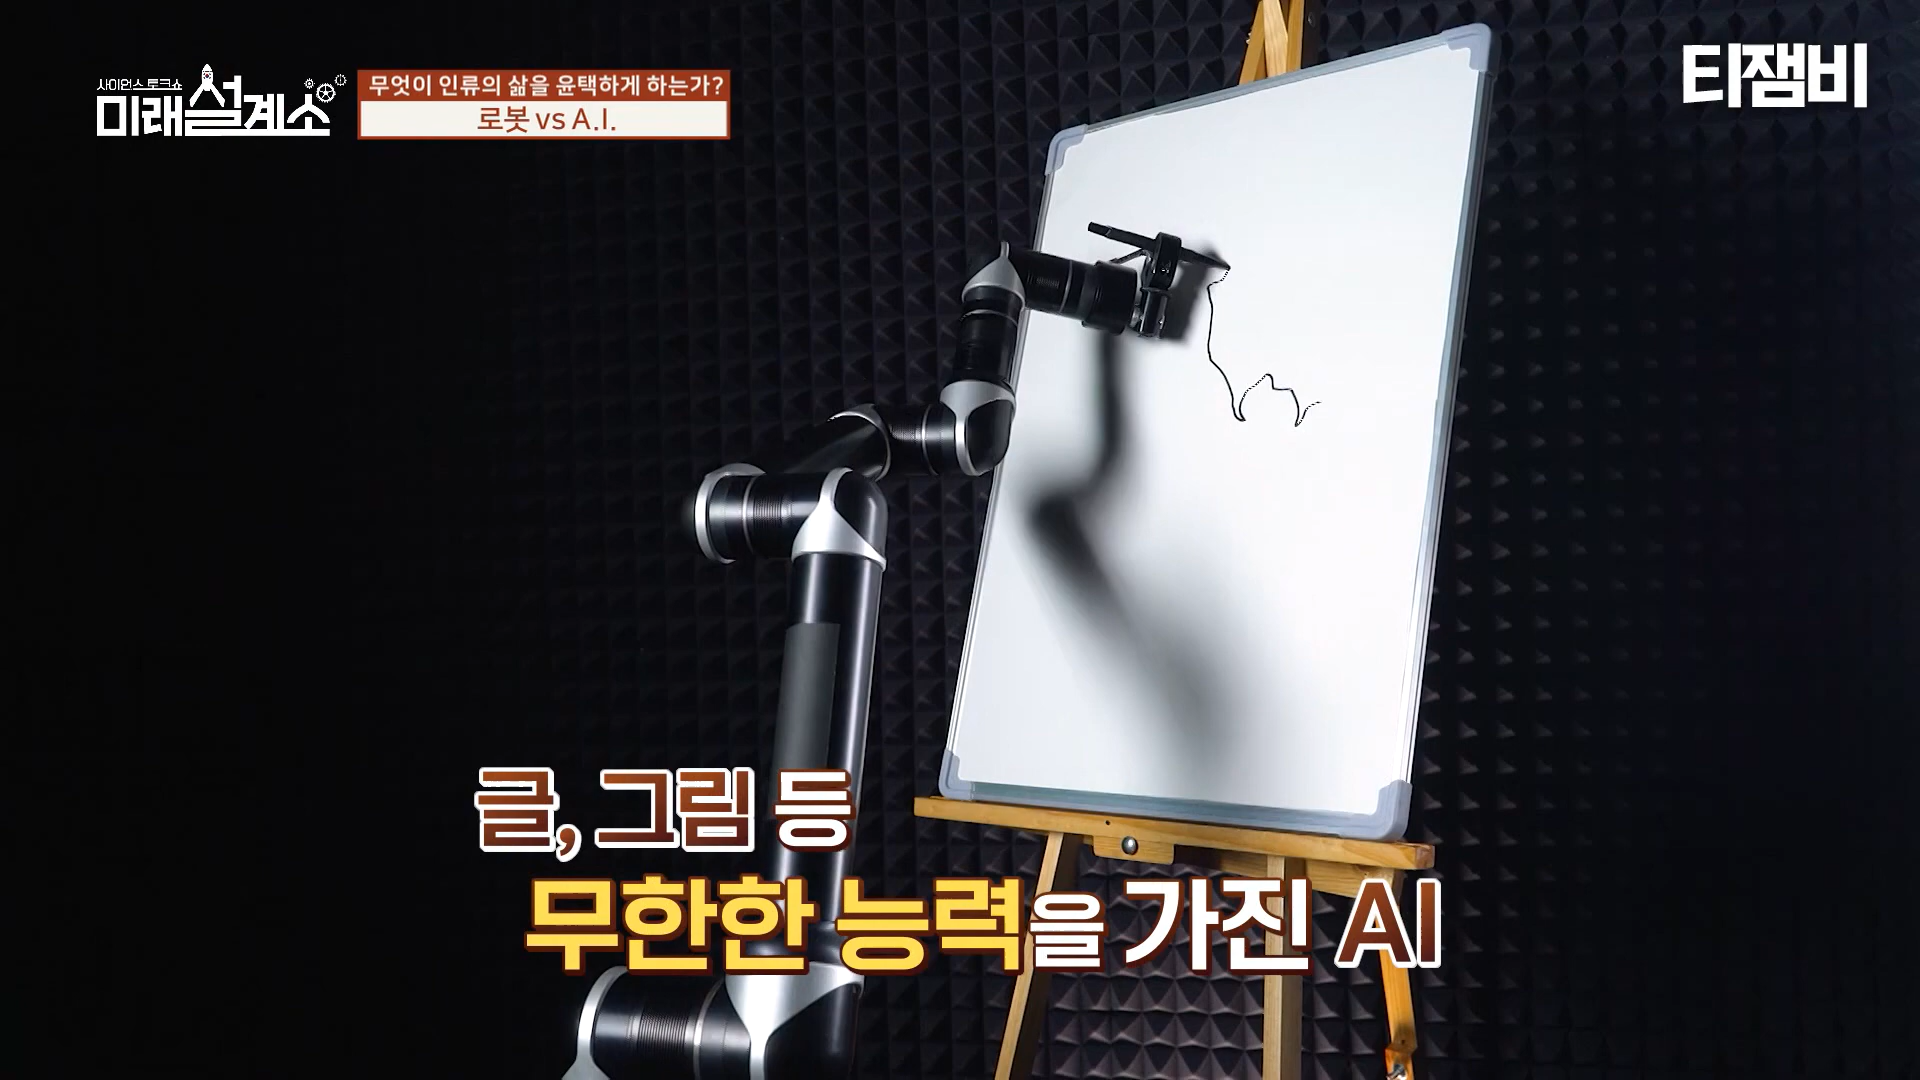 사이언스 토크쇼
미래설계소
무엇이 인류의 삶을 윤택하게 하는가?
로봇 vs A.I.
티잼비
글, 그림 등
무한한 능력을 가진 AI